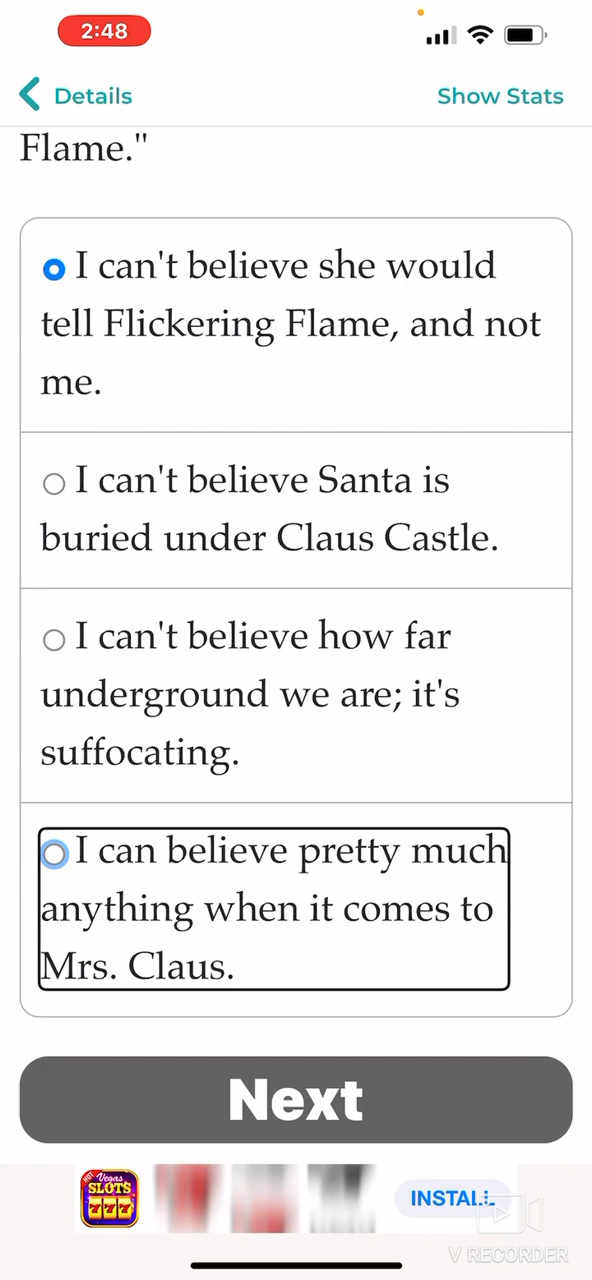 2:48
Details
Show Stats
Flame."
I can't believe she would
tell Flickering Flame, and not
me.
I can't believe Santa is
buried under Claus Castle.
I can't believe how far
underground we are; it's
suffocating.
I can believe pretty much
anything when it comes to
Mrs. Claus.
Next
HOT
Vegas
SLOTS
777
INSTALL
V RECORDER